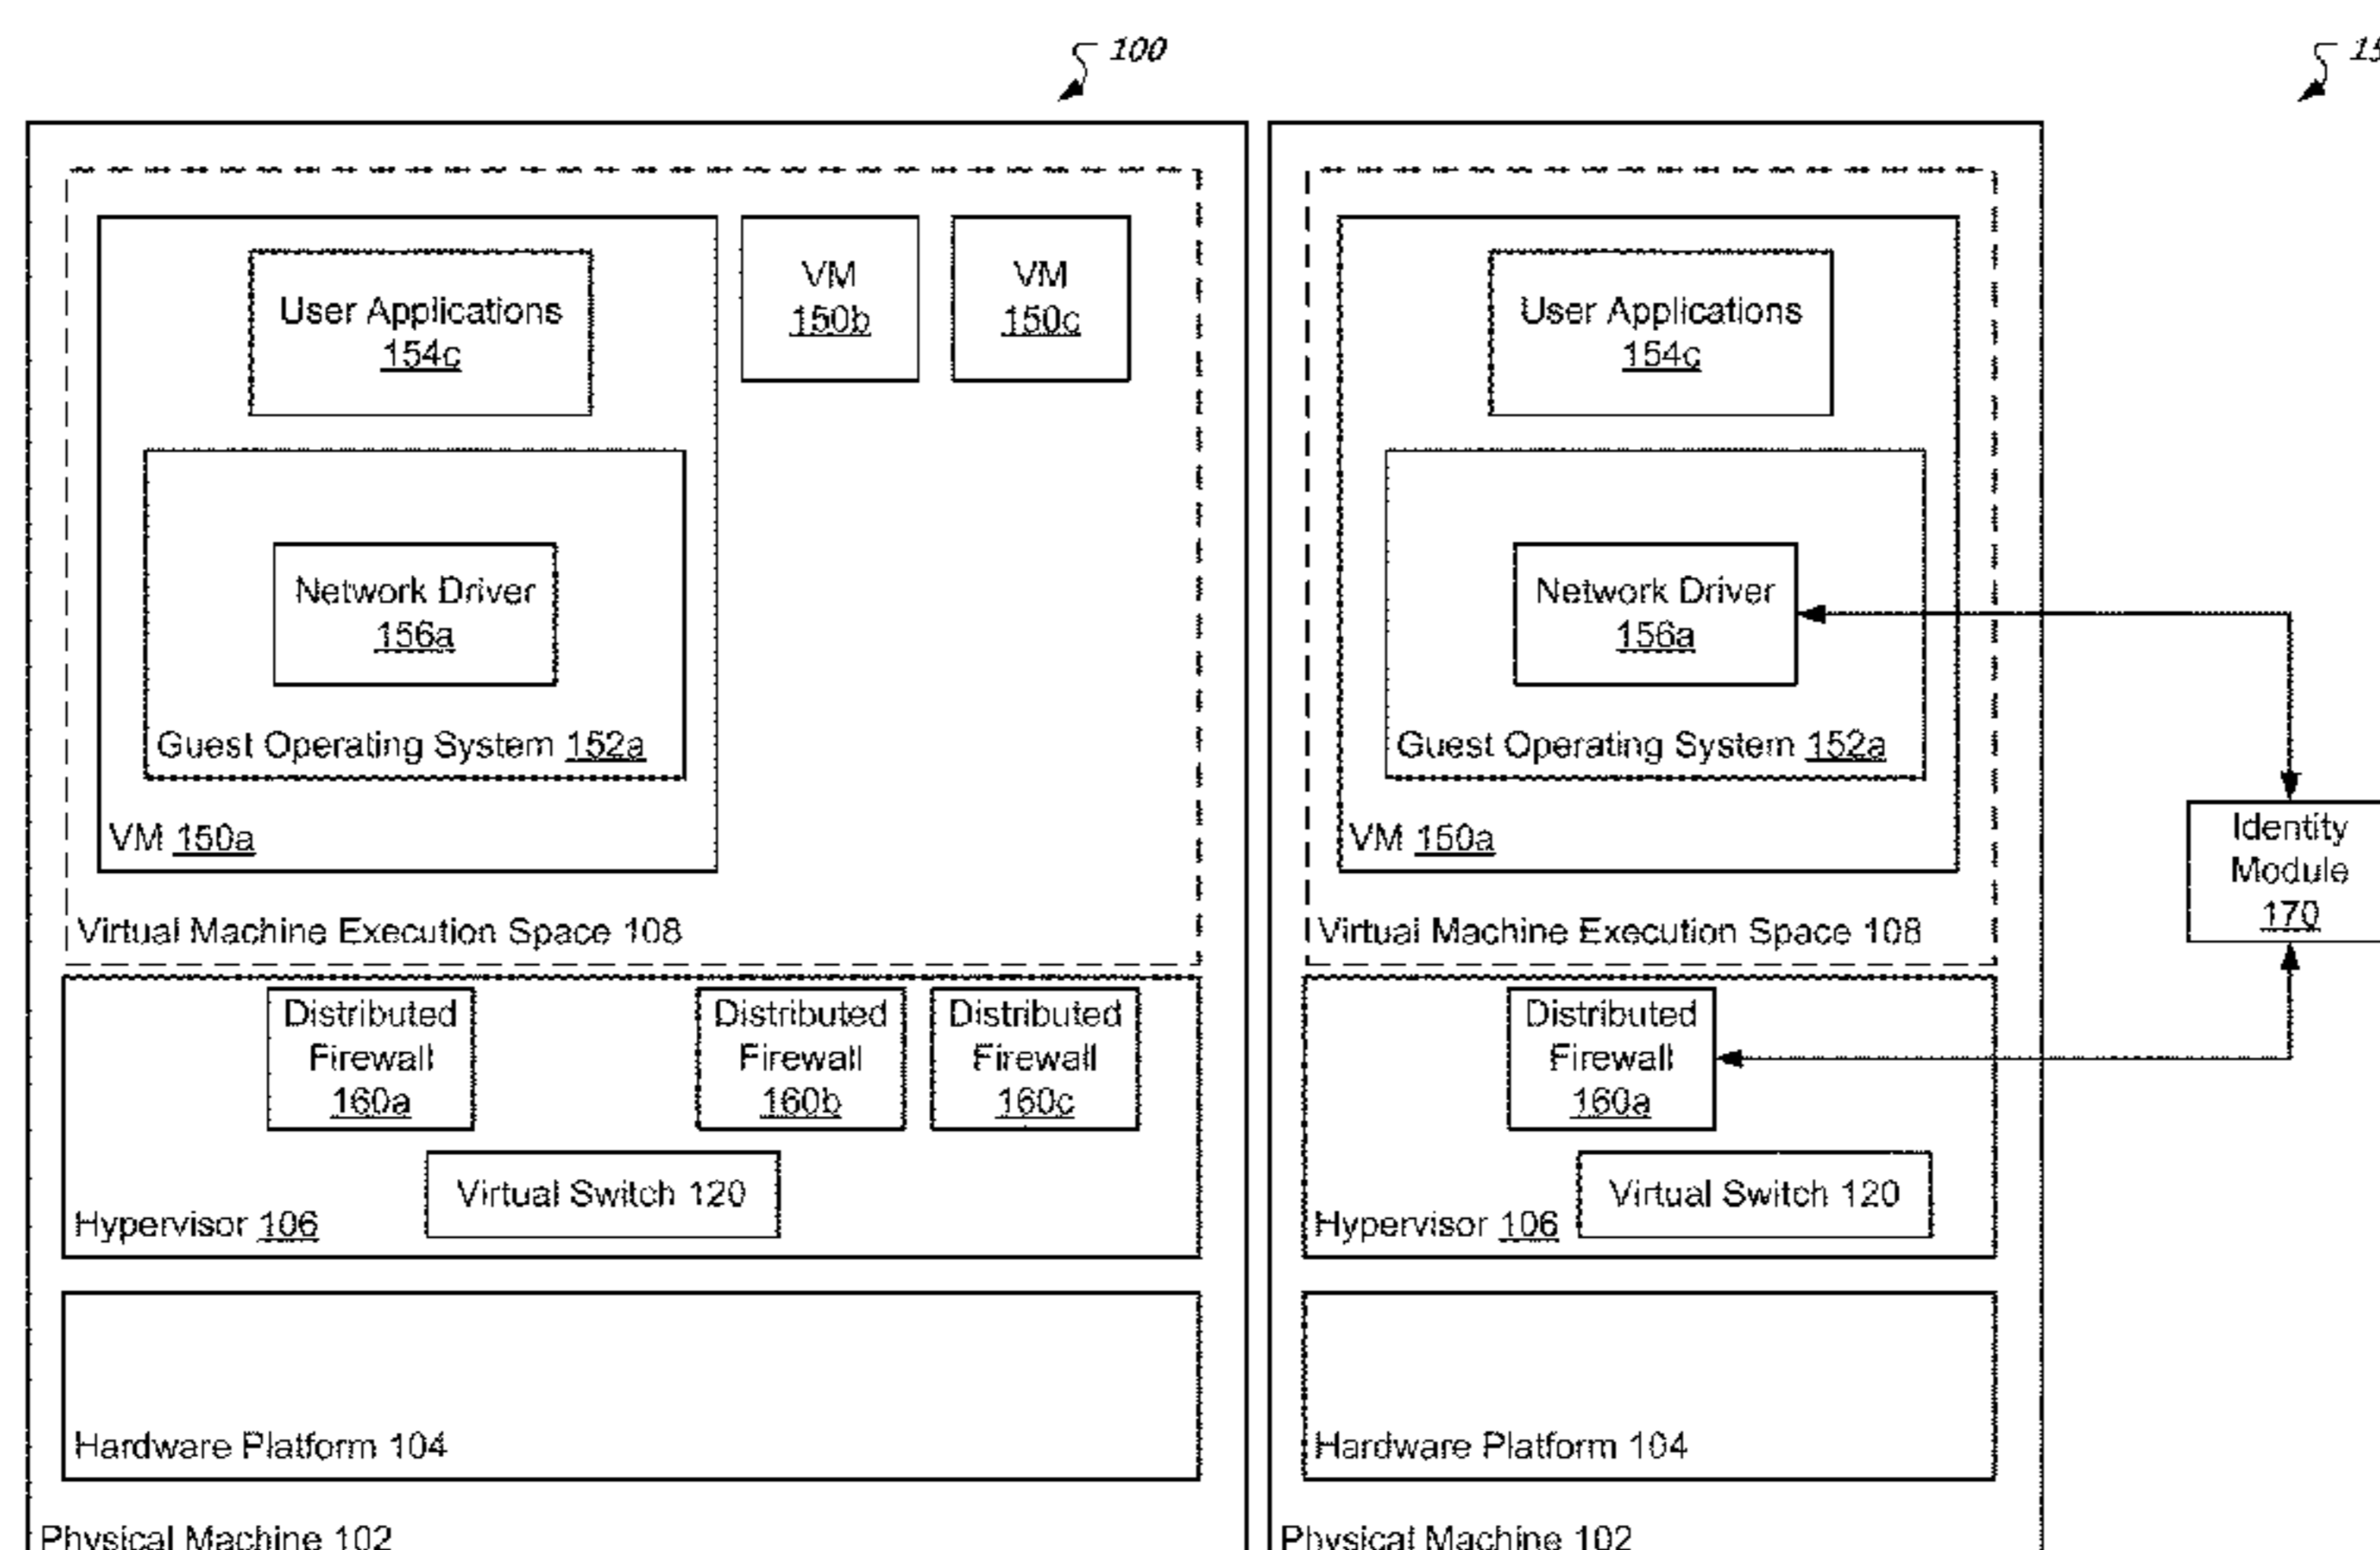 100
User Applications
154c
VM
150b
VM
150c
Network Driver
156a
Guest Operating System 152a
VM 150a
Virtual Machine Execution Space 108
Distributed
Firewall
160a
Distributed
Firewall
160b
Distributed
Firewall
160c
Virtual Switch 120
Hypervisor 106
Hardware Platform 104
Physical Machine 102
User Applications
154c
Network Driver
156a
Guest Operating System 152a
VM 150a
Virtual Machine Execution Space 108
Distributed
Firewall
160a
Virtual Switch 120
Hypervisor 106
Hardware Platform 104
Physical Machine 102
Identity
Module
170